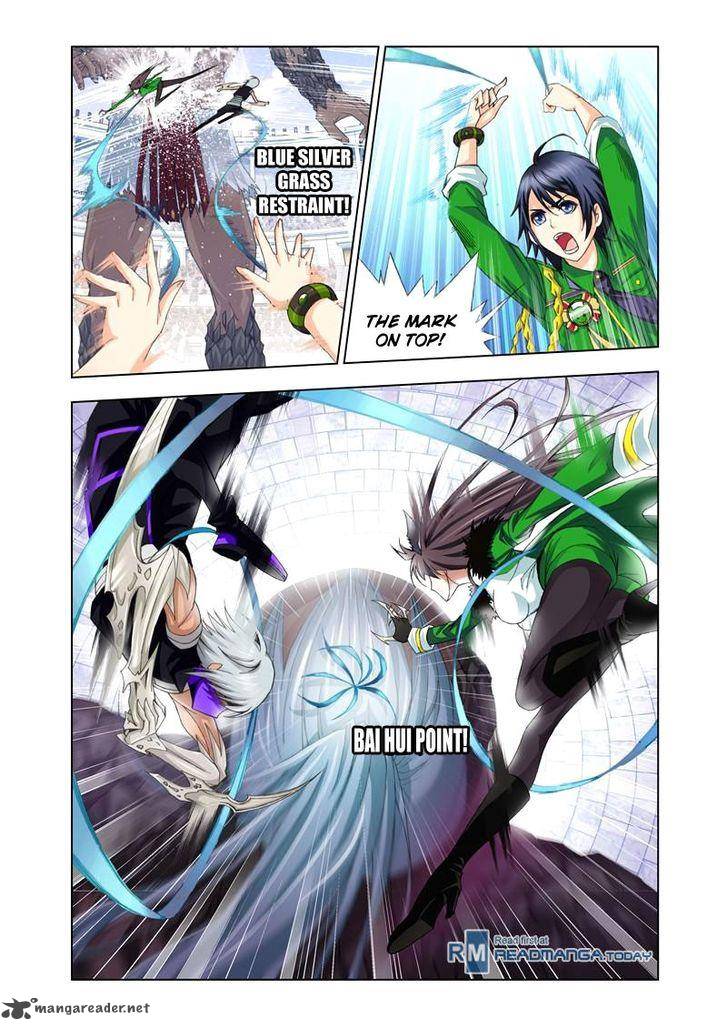 BLUE SILVER
GRASS
RESTRAINT!
THE MARK
ON TOP!
BAI HUI POINT!
RM
Read first at
READMANGA.TODAY
mangareader.net